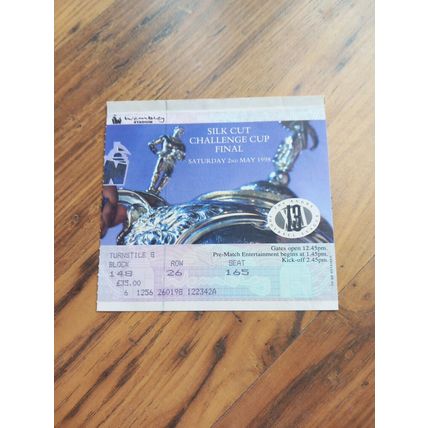 Wembley
STADIUM
SILK CUT
CHALLENGE CUP
FINAL
SATURDAY 2ND MAY 1998
13
Gates open 12.45pm.
Pre-Match Entertainment begins at 1.45pm.
Kick-off 2.45pm.
TURNSTILE G
BLOCK ROW SEAT
148 26 165
£35.00
6 1256 260198 122342A